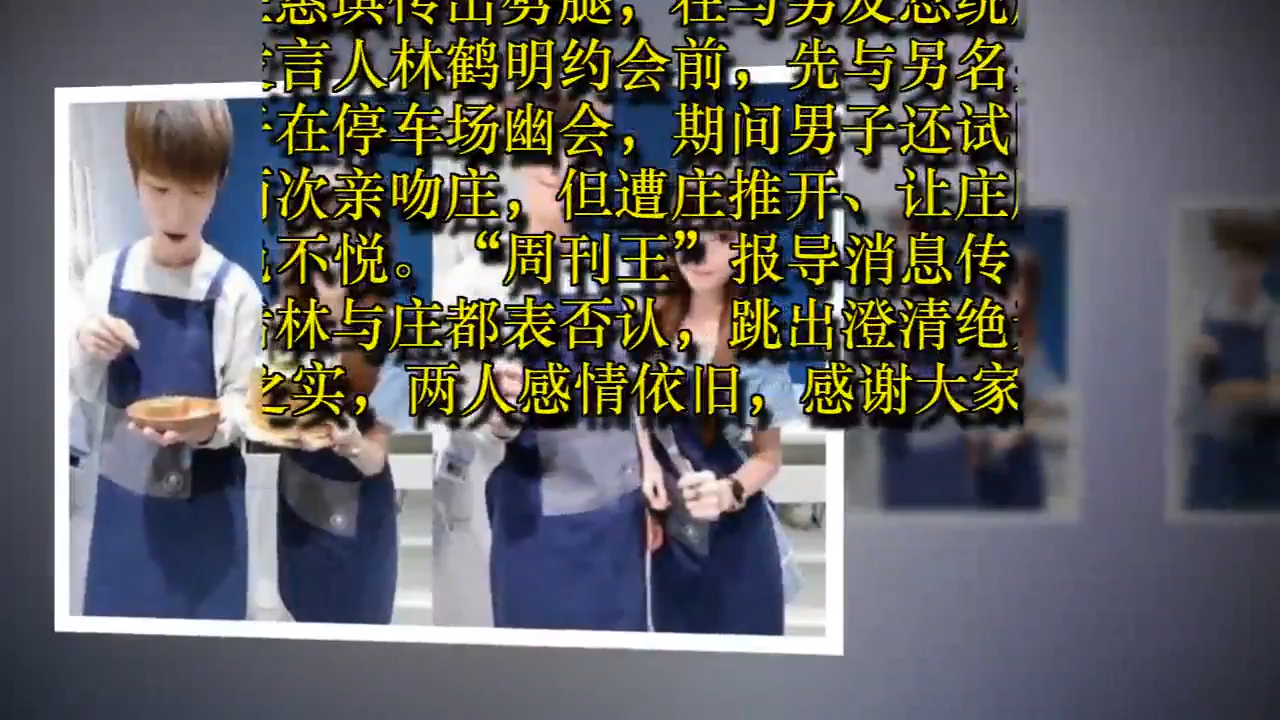 慧琪传出劈腿，在与男友总统
言人林鹤明约会前，先与另名
在停车场幽会，期间男子还试
次亲吻庄，但遭庄推开、让庄
不悦。“周刊王”报导消息传
林与庄都表否认，跳出澄清绝
之实，两人感情依旧，感谢大家